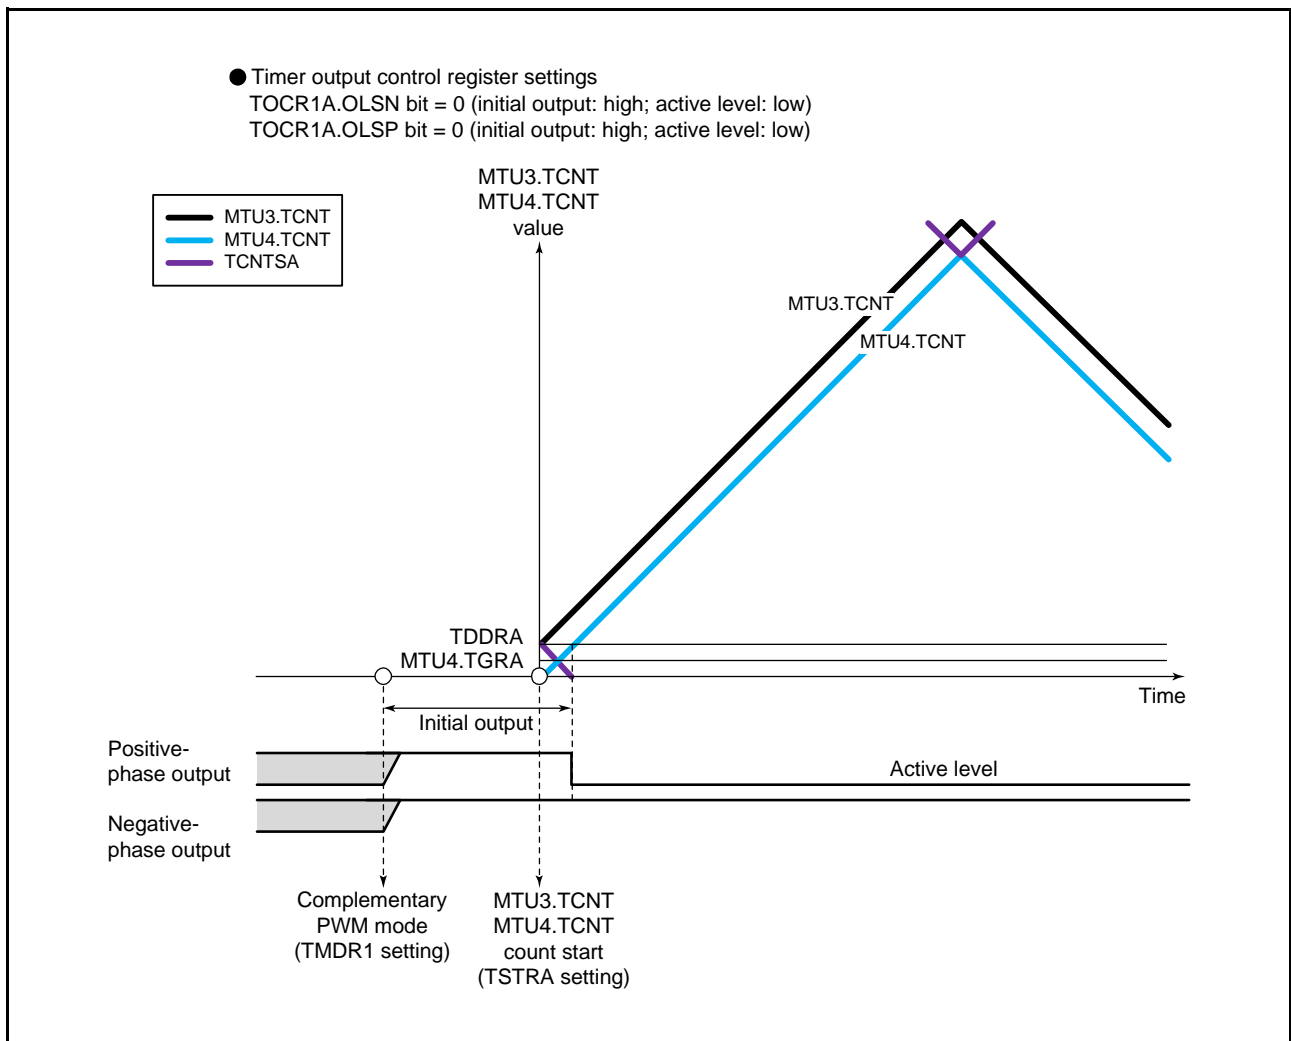 ● Timer output control register settings
TOCR1A.OLSN bit = 0 (initial output: high; active level: low)
TOCR1A.OLSP bit = 0 (initial output: high; active level: low)
MTU3.TCNT
MTU4.TCNT
value
MTU3.TCNT
MTU4.TCNT
TCNTSA
MTU3.TCNT
MTU4.TCNT
TDDRA
MTU4.TGRA
Time
Initial output
Positive-
phase output
Active level
Negative-
phase output
Complementary
PWM mode
(TMDR1 setting)
MTU3.TCNT
MTU4.TCNT
count start
(TSTRA setting)